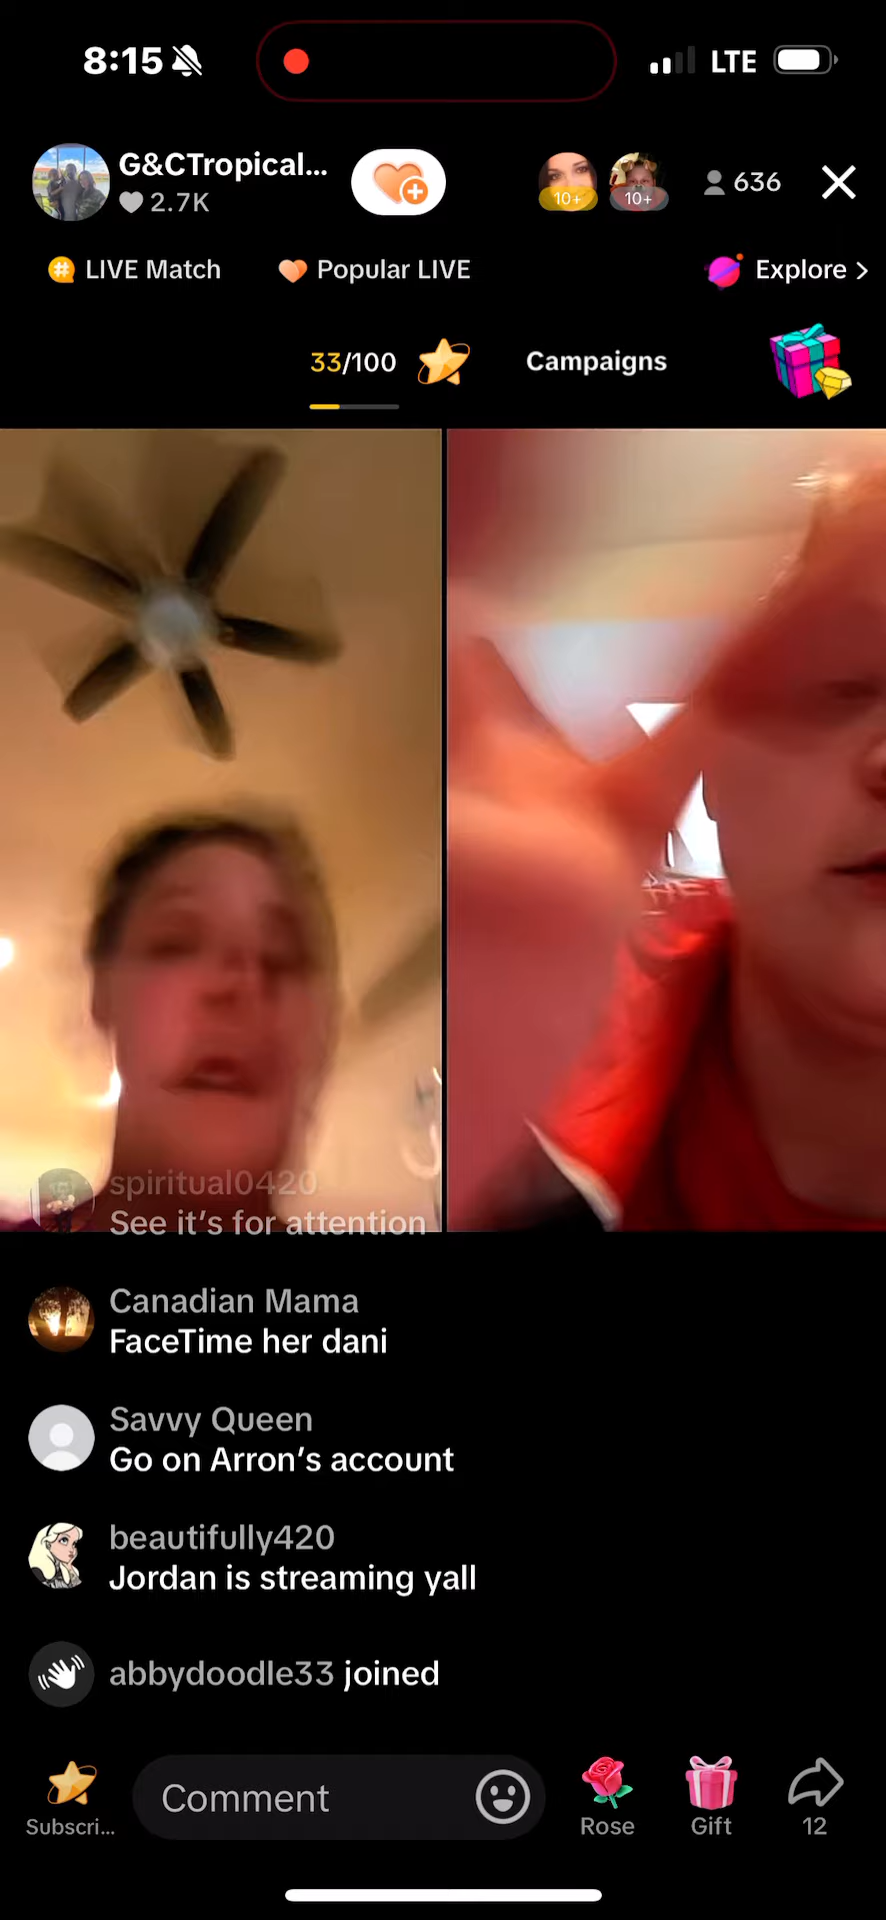 8:15
LTE
G&CTropical...
2.7K
10+
10+
636
LIVE Match
Popular LIVE
Explore >
33/100
Campaigns
spiritual0420
See it's for attention
Canadian Mama
FaceTime her dani
Savvy Queen
Go on Arron's account
beautifully420
Jordan is streaming yall
abbydoodle33 joined
Subscri...
Comment
Rose
Gift
12